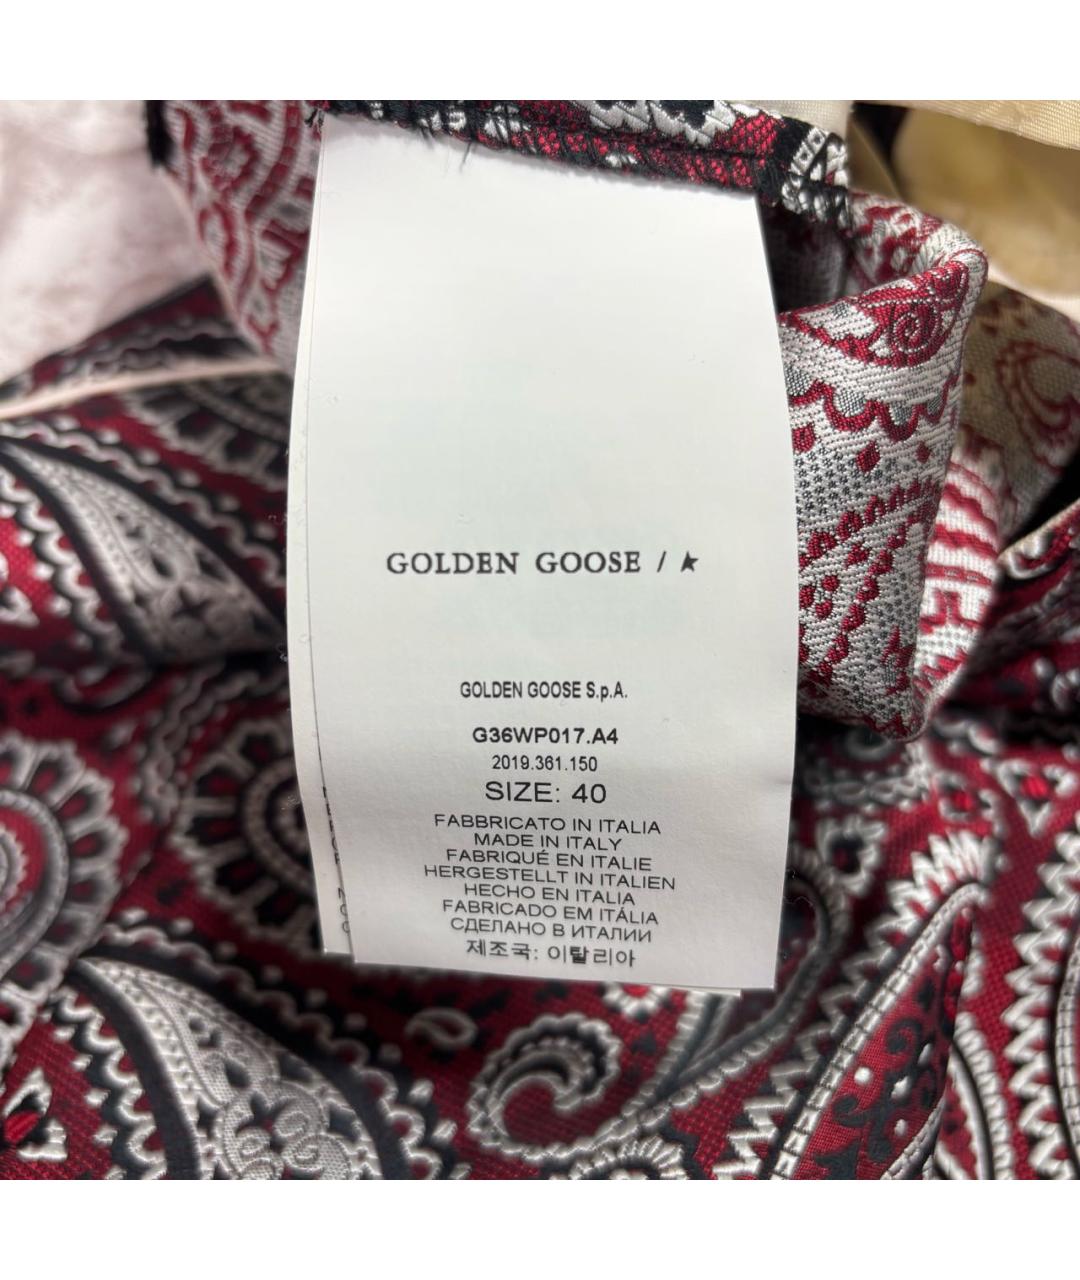 GOLDEN GOOSE / ★
GOLDEN GOOSE S.p.A.
G36WP017.A4
2019.361.150
SIZE: 40
FABBRICATO IN ITALIA
MADE IN ITALY
FABRIQUÉ EN ITALIE
HERGESTELLT IN ITALIEN
HECHO EN ITALIA
FABRICADO EM ITÁLIA
СДЕЛАНО В ИТАЛИИ
제조국: 이탈리아